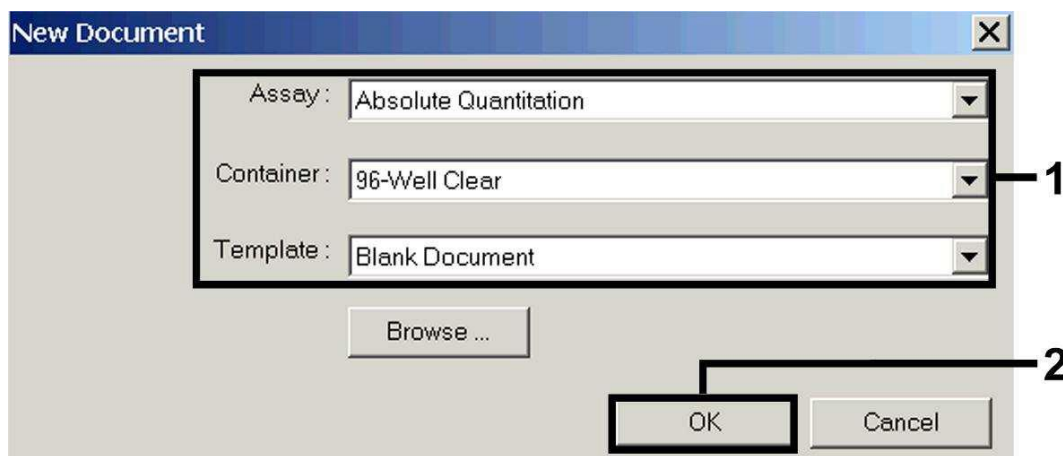 New Document
Assay: Absolute Quantitation
Container: 96-Well Clear
1
Template: Blank Document
Browse ...
2
OK Cancel